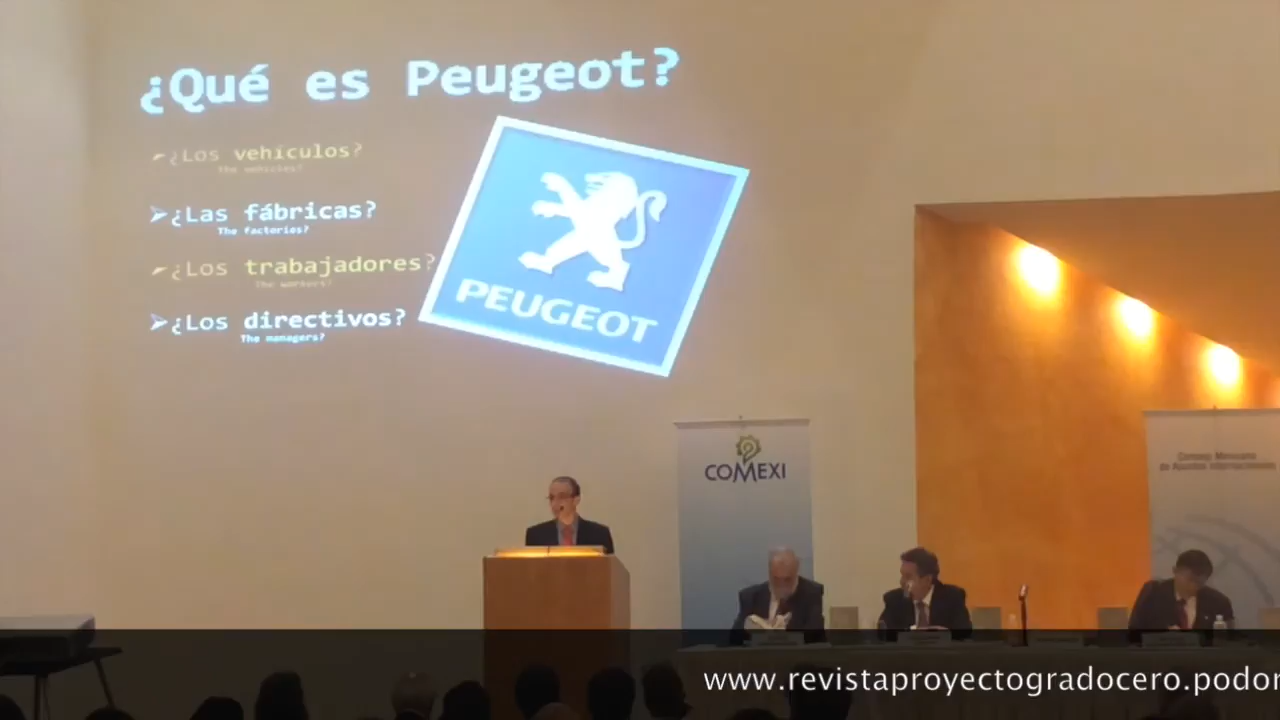 ¿Qué es Peugeot?
➢¿Los vehículos?
The vehicles?
➢¿Las fábricas?
The factories?
➢¿Los trabajadores?
The workers?
➢¿Los directivos?
The managers?
PEUGEOT
COMEXI
Consejo Mexicano
de Asuntos Internacionales
www.revistaproyectogradocero.podor